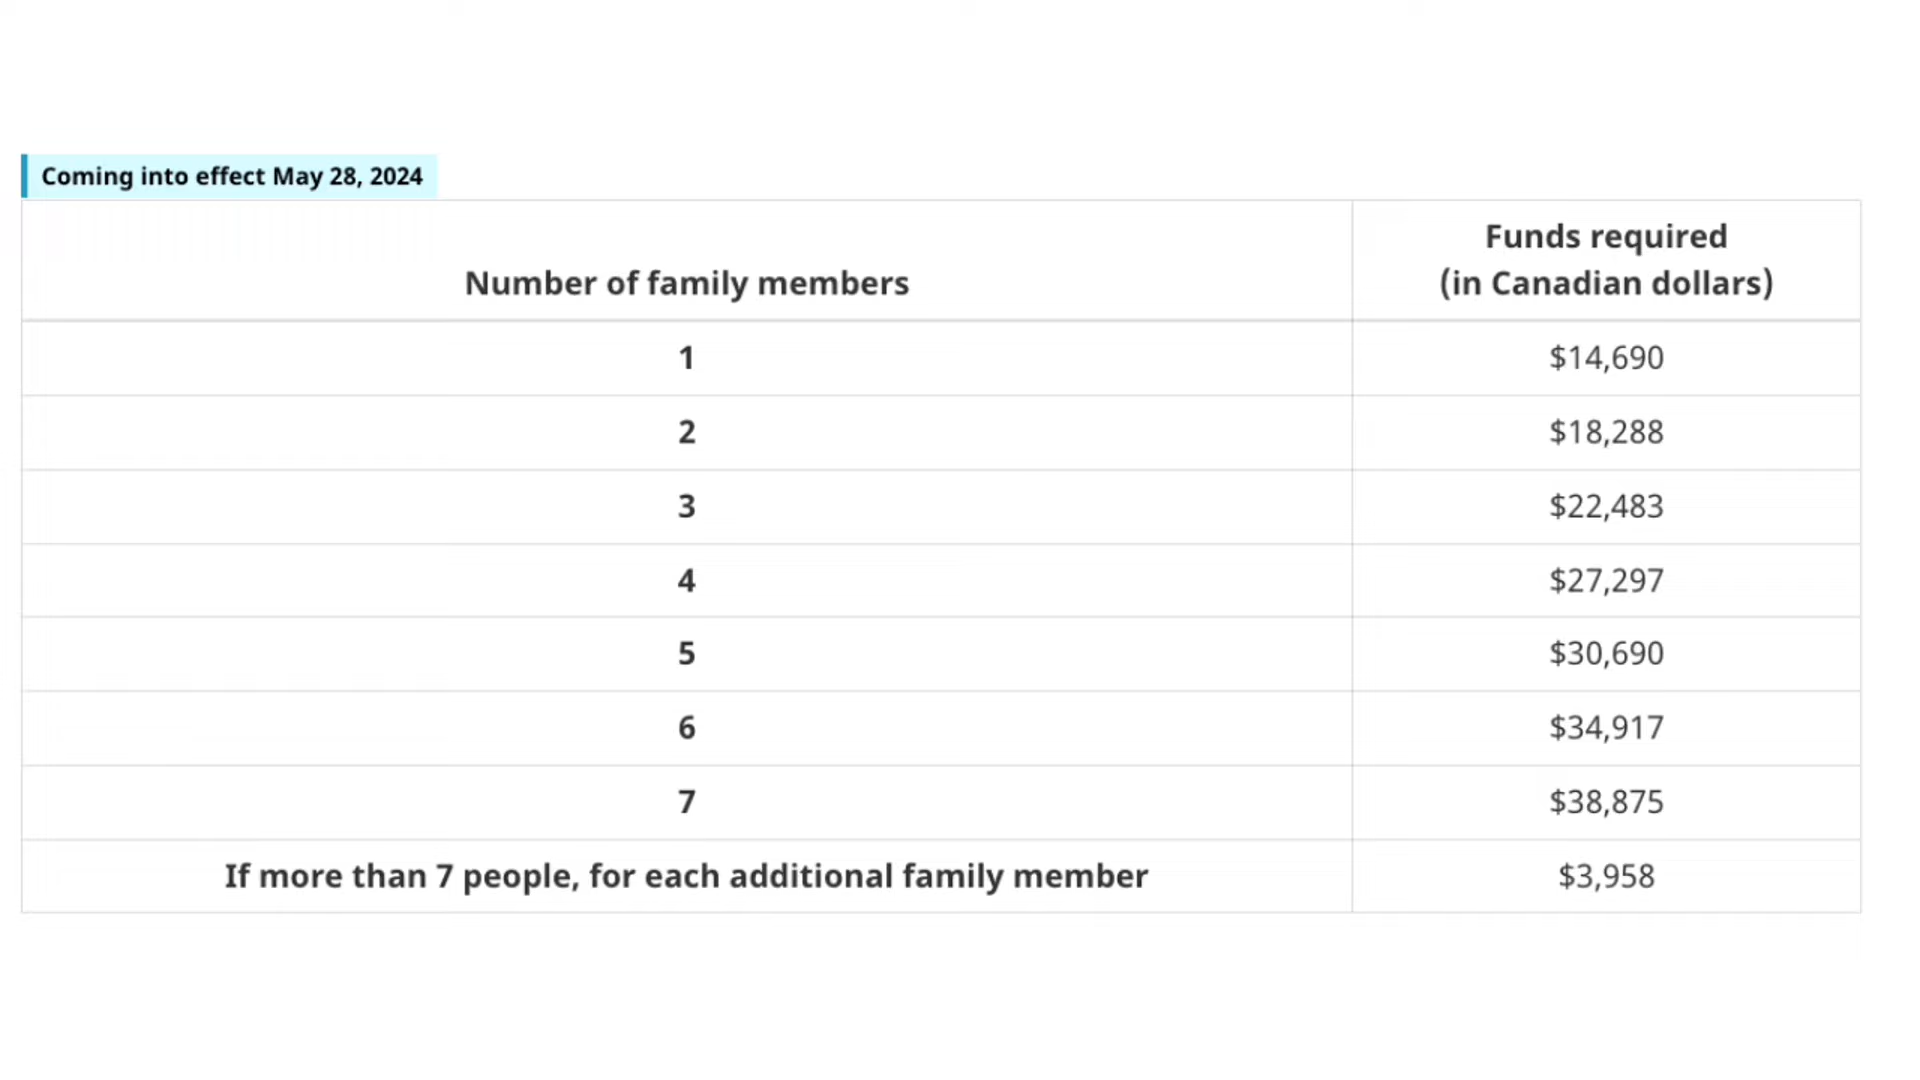 Coming into effect May 28, 2024
Number of family members
Funds required
(in Canadian dollars)
1 $14,690
2 $18,288
3 $22,483
4 $27,297
5 $30,690
6 $34,917
7 $38,875
If more than 7 people, for each additional family member $3,958